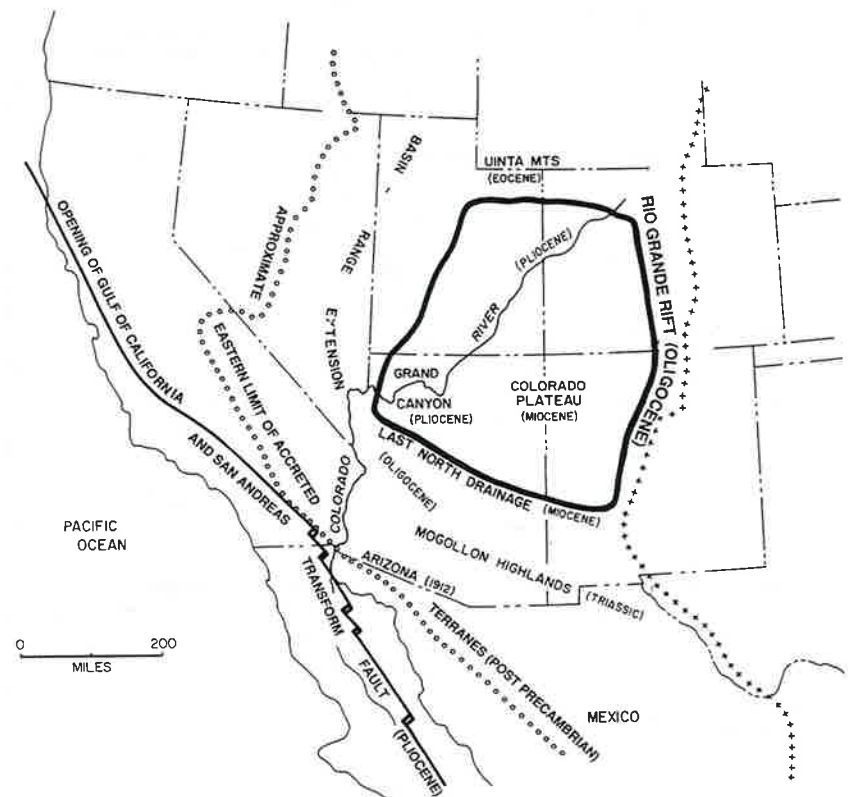 UINTA MTS
(EOCENE)
BASIN
RANGE
EXTENSION
APPROXIMATE
EASTERN LIMIT OF ACCRETED
TERRANES (POST PRECAMBRIAN)
OPENING OF GULF OF CALIFORNIA
AND SAN ANDREAS
TRANSFORM
FAULT
(PLIOCENE)
RIO GRANDE RIFT (OLIGOCENE)
COLORADO
RIVER
(PLIOCENE)
GRAND
CANYON
(PLIOCENE)
COLORADO
PLATEAU
(MIOCENE)
LAST NORTH DRAINAGE (MIOCENE)
(OLIGOCENE)
MOGOLLON HIGHLANDS (TRIASSIC)
ARIZONA (1912)
PACIFIC
OCEAN
0 200
MILES
MEXICO